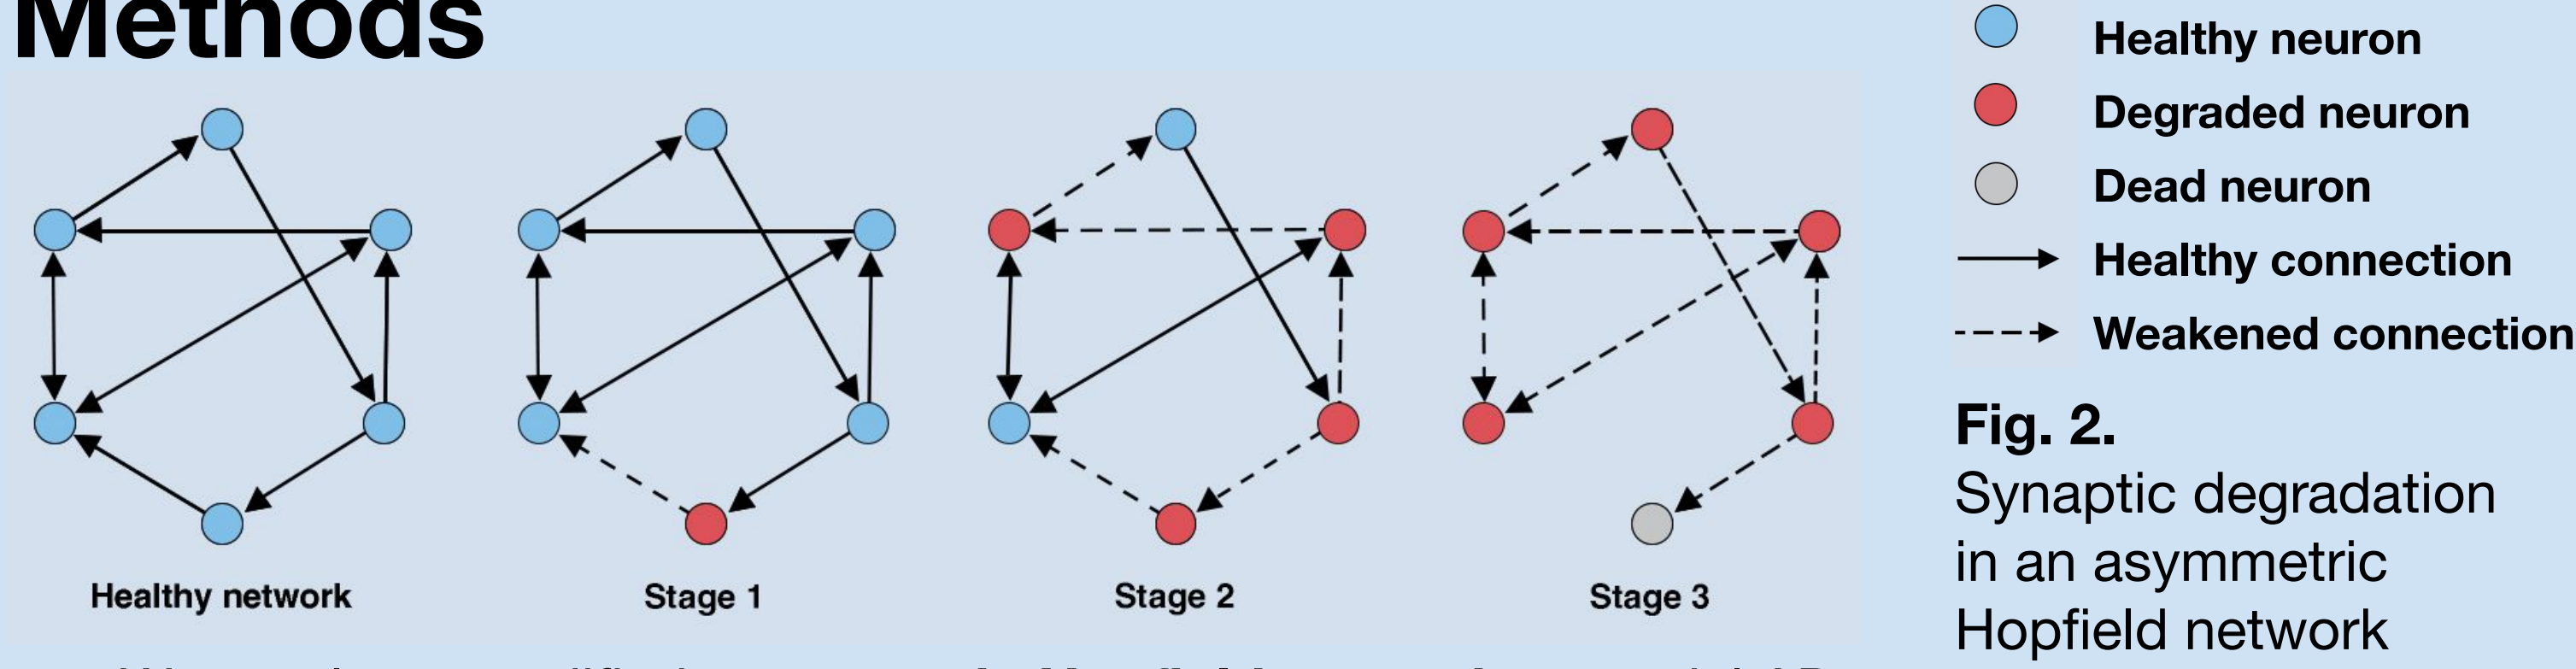 Methods
Healthy network
Stage 1
Stage 2
Stage 3
Healthy neuron
Degraded neuron
Dead neuron
Healthy connection
Weakened connection
Fig. 2.
Synaptic degradation
in an asymmetric
Hopfield network